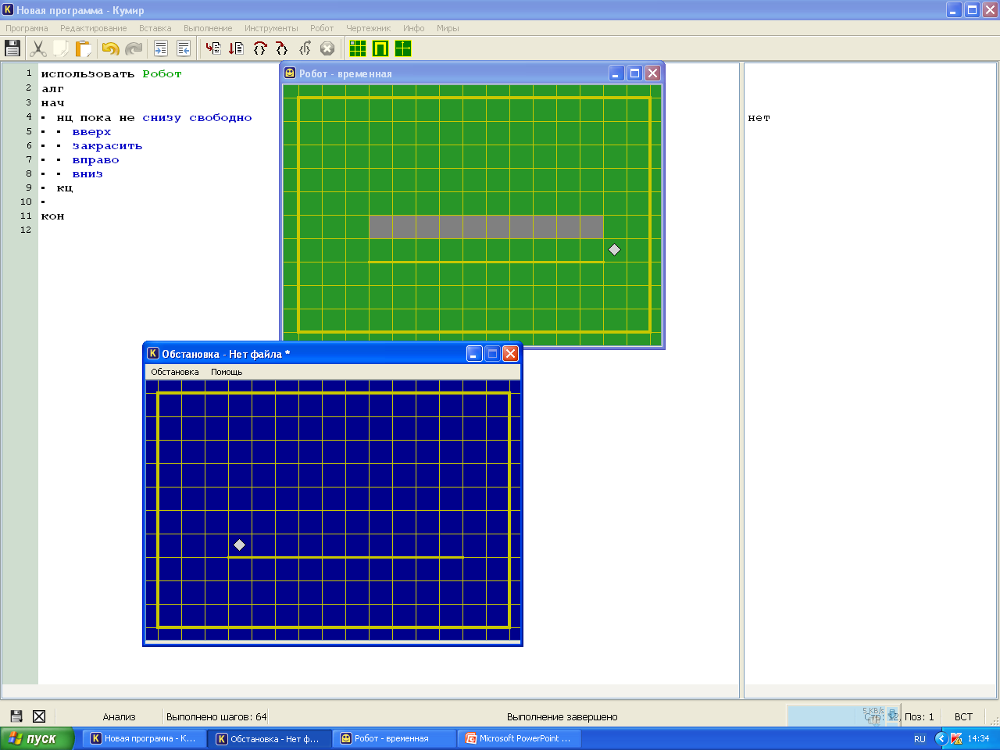 Новая программа - Кумир
Программа Редактирование Вставка Выполнение Инструменты Робот Чертежник Инфо Миры
1 использовать Робот
2 алг
3 нач
4 нц пока не снизу свободно
5 вверх
6 закрасить
7 вправо
8 вниз
9 кц
10
11 кон
12
нет
Робот - временная
Обстановка - Нет файла *
Обстановка Помощь
Анализ Выполнено шагов: 64 Выполнение завершено Стр: 12, Поз: 1 ВСТ
5 KB/s
пуск Новая программа - К... Обстановка - Нет ф... Робот - временная Microsoft PowerPoint ... RU 14:34